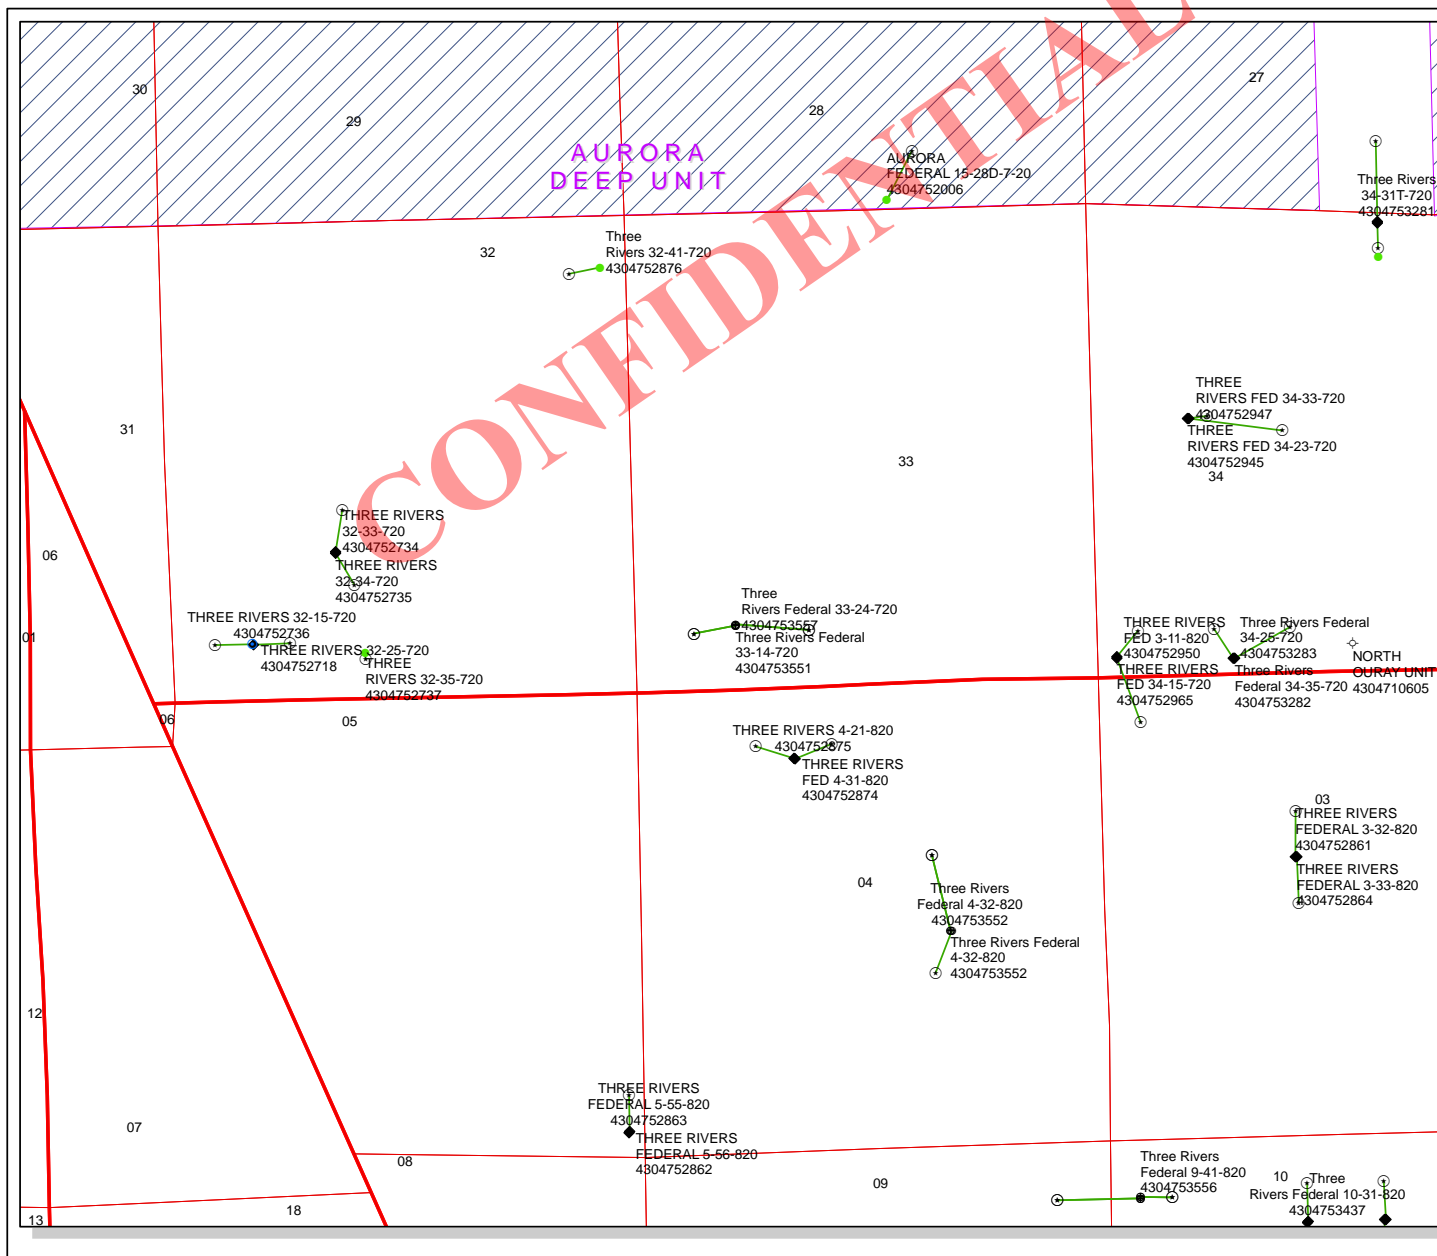 30
29
28
27
AURORA
DEEP UNIT
AURORA
FEDERAL 15-28D-7-20
4304752006
Three Rivers
34-31T-720
4304753281
CONFIDENTIAL
32
Three
Rivers 32-41-720
4304752876
31
33
THREE
RIVERS FED 34-33-720
4304752947
THREE
RIVERS FED 34-23-720
4304752945
34
THREE RIVERS
32-33-720
4304752734
THREE RIVERS
32-34-720
4304752735
06
01
THREE RIVERS 32-15-720
4304752736
THREE RIVERS 32-25-720
4304752718
THREE
RIVERS 32-35-720
4304752737
Three
Rivers Federal 33-24-720
4304753557
Three Rivers Federal
33-14-720
4304753551
THREE RIVERS
FED 3-11-820
4304752950
THREE RIVERS
FED 34-15-720
4304752965
Three Rivers Federal
34-25-720
4304753283
Three Rivers
Federal 34-35-720
4304753282
NORTH
OURAY UNIT
4304710605
06
05
THREE RIVERS 4-21-820
4304752875
THREE RIVERS
FED 4-31-820
4304752874
03
THREE RIVERS
FEDERAL 3-32-820
4304752861
THREE RIVERS
FEDERAL 3-33-820
4304752864
04
Three Rivers
Federal 4-32-820
4304753552
Three Rivers Federal
4-32-820
4304753552
12
THREE RIVERS
FEDERAL 5-55-820
4304752863
THREE RIVERS
FEDERAL 5-56-820
4304752862
07
08
09
Three Rivers
Federal 9-41-820
4304753556
10
Three
Rivers Federal 10-31-820
4304753437
18
13